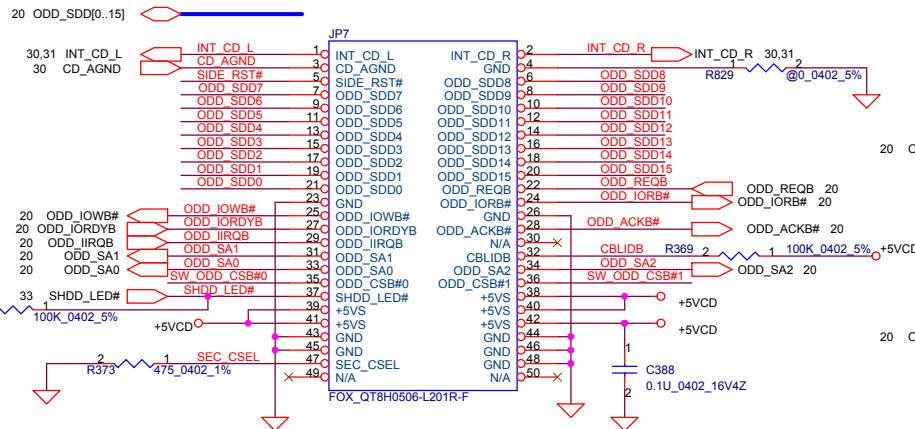 20 ODD_SDD[0..15]
JP7
30,31 INT_CD_L INT_CD_L 1 INT_CD_L INT_CD_R 2 INT_CD_R INT_CD_R 30,31
30 CD_AGND CD_AGND 3 CD_AGND GND 4 R829 1 2 @0_0402_5%
SIDE_RST# 5 SIDE_RST# ODD_SDD8 6 ODD_SDD8
ODD_SDD7 7 ODD_SDD7 ODD_SDD9 8 ODD_SDD9
ODD_SDD6 9 ODD_SDD6 ODD_SDD10 10 ODD_SDD10
ODD_SDD5 11 ODD_SDD5 ODD_SDD11 12 ODD_SDD11
ODD_SDD4 13 ODD_SDD4 ODD_SDD12 14 ODD_SDD12
ODD_SDD3 15 ODD_SDD3 ODD_SDD13 16 ODD_SDD13
ODD_SDD2 17 ODD_SDD2 ODD_SDD14 18 ODD_SDD14
20 O
ODD_SDD1 19 ODD_SDD1 ODD_SDD15 20 ODD_SDD15
ODD_SDD0 21 ODD_SDD0 ODD_REQB 22 ODD_REQB ODD_REQB 20
23 GND ODD_IORB# 24 ODD_IORB# ODD_IORB# 20
20 ODD_IOWB# ODD_IOWB# 25 ODD_IOWB# GND 26
20 ODD_IORDYB ODD_IORDYB 27 ODD_IORDYB ODD_ACKB# 28 ODD_ACKB# ODD_ACKB# 20
20 ODD_IIRQB ODD_IIRQB 29 ODD_IIRQB N/A 30
20 ODD_SA1 ODD_SA1 31 ODD_SA1 CBLIDB 32 CBLIDB R369 2 1 100K_0402_5% +5VCD
20 ODD_SA0 ODD_SA0 33 ODD_SA0 ODD_SA2 34 ODD_SA2 ODD_SA2 20
SW_ODD_CSB#0 35 ODD_CSB#0 ODD_CSB#1 36 SW_ODD_CSB#1
33 SHDD_LED# SHDD_LED# 37 SHDD_LED# +5VS 38 +5VCD
1 100K_0402_5% 39 +5VS +5VS 40
+5VCD 41 +5VS +5VS 42 +5VCD
43 GND GND 44
20 O
45 GND GND 46
R373 2 1 475_0402_1% SEC_CSEL 47 SEC_CSEL GND 48
49 N/A N/A 50
1 C388 0.1U_0402_16V4Z 2
FOX_QT8H0506-L201R-F